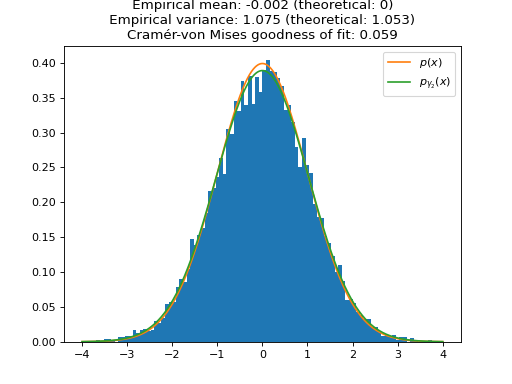 Empirical mean: -0.002 (theoretical: 0)
Empirical variance: 1.075 (theoretical: 1.053)
Cramér-von Mises goodness of fit: 0.059
0.40
0.35
0.30
0.25
0.20
0.15
0.10
0.05
0.00
−4 −3 −2 −1 0 1 2 3 4
p(x)
p_{Y_2}(x)